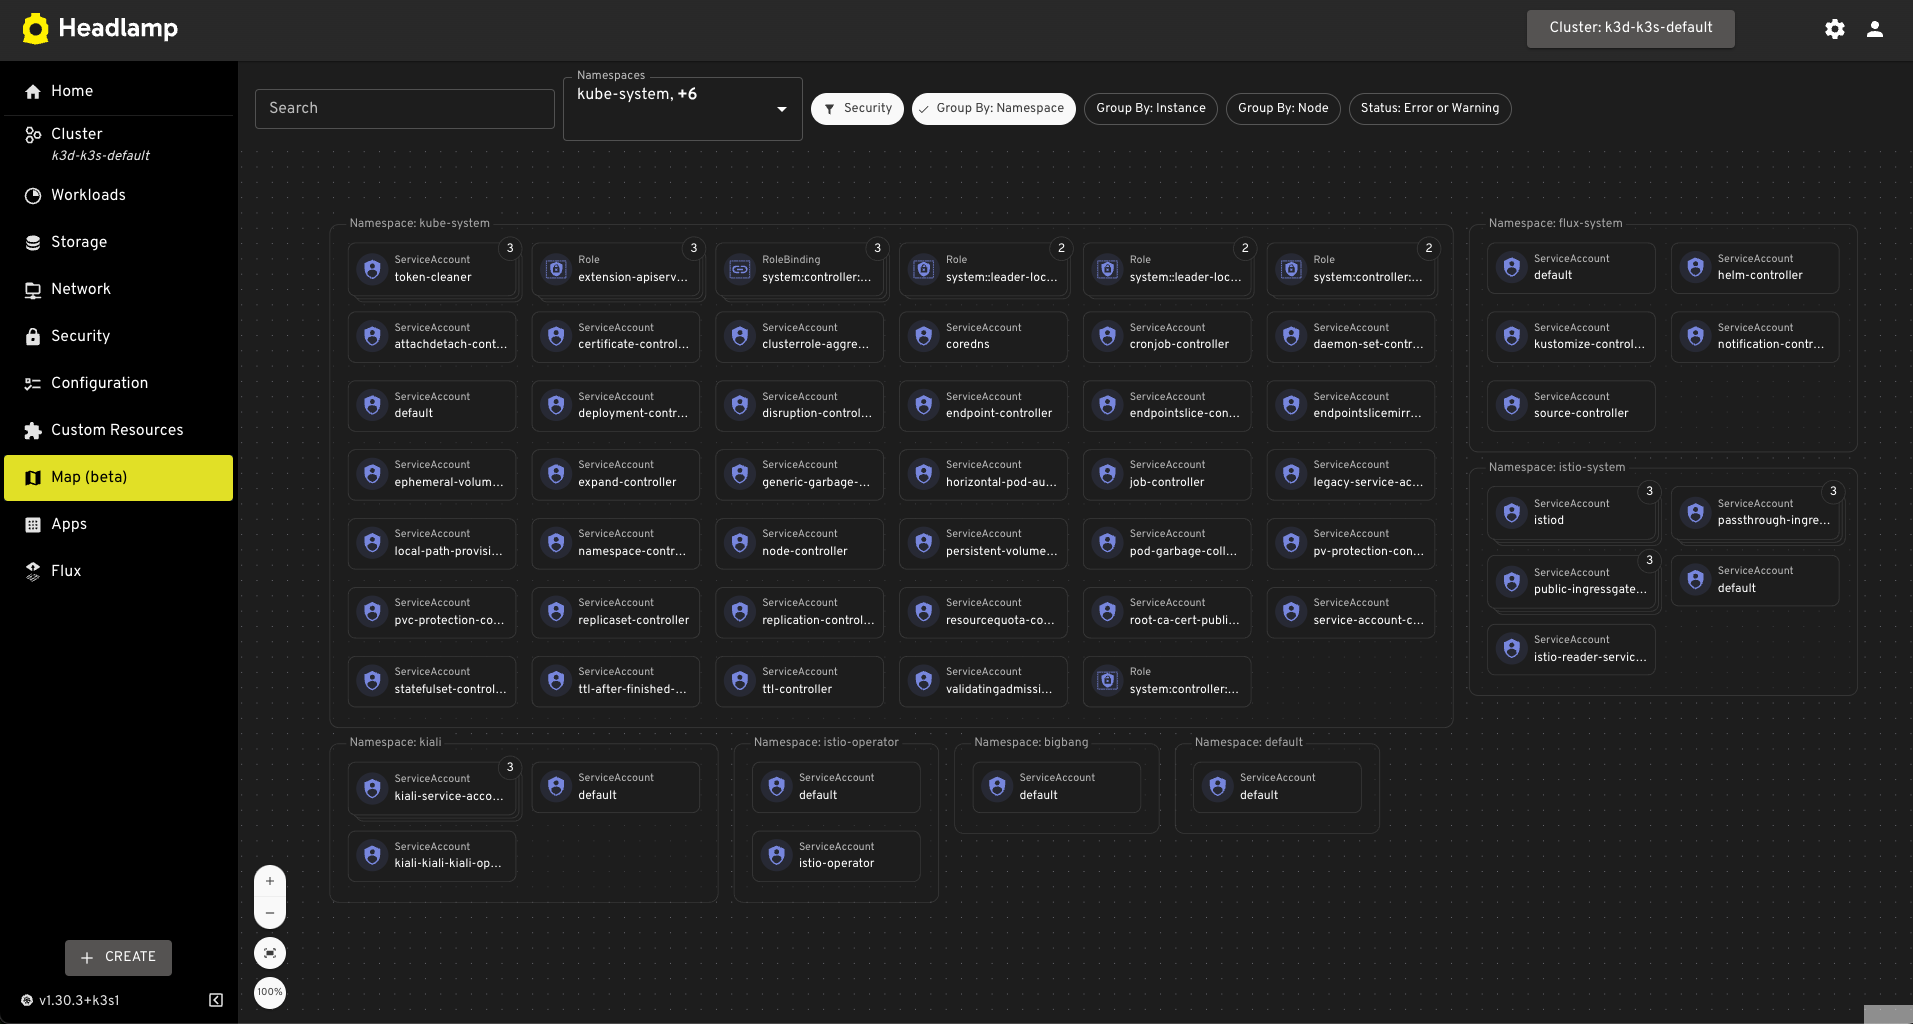 Headlamp
Cluster: k3d-k3s-default
Home
Cluster
k3d-k3s-default
Workloads
Storage
Network
Security
Configuration
Custom Resources
Map (beta)
Apps
Flux
CREATE
v1.30.3+k3s1
Search
Namespaces
kube-system, +6
Security
Group By: Namespace
Group By: Instance
Group By: Node
Status: Error or Warning
Namespace: kube-system
ServiceAccount
token-cleaner
3
Role
extension-apiserv...
3
RoleBinding
system:controller:...
3
Role
system::leader-loc...
2
Role
system::leader-loc...
2
Role
system:controller:...
2
ServiceAccount
attachdetach-cont...
ServiceAccount
certificate-control...
ServiceAccount
clusterrole-aggre...
ServiceAccount
coredns
ServiceAccount
cronjob-controller
ServiceAccount
daemon-set-contr...
ServiceAccount
default
ServiceAccount
deployment-contr...
ServiceAccount
disruption-control...
ServiceAccount
endpoint-controller
ServiceAccount
endpointslice-con...
ServiceAccount
endpointslicemirr...
ServiceAccount
ephemeral-volum...
ServiceAccount
expand-controller
ServiceAccount
generic-garbage-...
ServiceAccount
horizontal-pod-au...
ServiceAccount
job-controller
ServiceAccount
legacy-service-ac...
ServiceAccount
local-path-provisi...
ServiceAccount
namespace-contr...
ServiceAccount
node-controller
ServiceAccount
persistent-volume...
ServiceAccount
pod-garbage-coll...
ServiceAccount
pv-protection-con...
ServiceAccount
pvc-protection-co...
ServiceAccount
replicaset-controller
ServiceAccount
replication-control...
ServiceAccount
resourcequota-co...
ServiceAccount
root-ca-cert-publi...
ServiceAccount
service-account-c...
ServiceAccount
statefulset-control...
ServiceAccount
ttl-after-finished-...
ServiceAccount
ttl-controller
ServiceAccount
validatingadmissi...
Role
system:controller:...
Namespace: flux-system
ServiceAccount
default
ServiceAccount
helm-controller
ServiceAccount
kustomize-control...
ServiceAccount
notification-contr...
ServiceAccount
source-controller
Namespace: istio-system
ServiceAccount
istiod
3
ServiceAccount
passthrough-ingre...
3
ServiceAccount
public-ingressgate...
3
ServiceAccount
default
ServiceAccount
istio-reader-servic...
Namespace: kiali
ServiceAccount
kiali-service-acco...
3
ServiceAccount
default
ServiceAccount
kiali-kiali-kiali-op...
Namespace: istio-operator
ServiceAccount
default
ServiceAccount
istio-operator
Namespace: bigbang
ServiceAccount
default
Namespace: default
ServiceAccount
default
+
−
100%